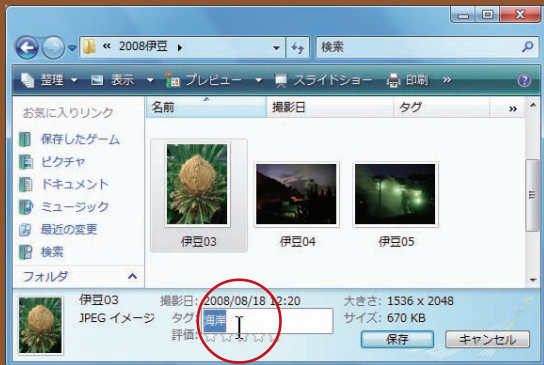 « 2008伊豆
検索
整理 表示 プレビュー スライドショー 印刷 »
お気に入りリンク
名前 撮影日 タグ »
保存したゲーム
ピクチャ
ドキュメント
ミュージック
最近の変更
検索
フォルダ
伊豆03 伊豆04 伊豆05
伊豆03 撮影日: 2008/08/18 12:20 大きさ: 1536 x 2048
JPEG イメージ タグ: 海岸 サイズ: 670 KB
評価: 保存 キャンセル